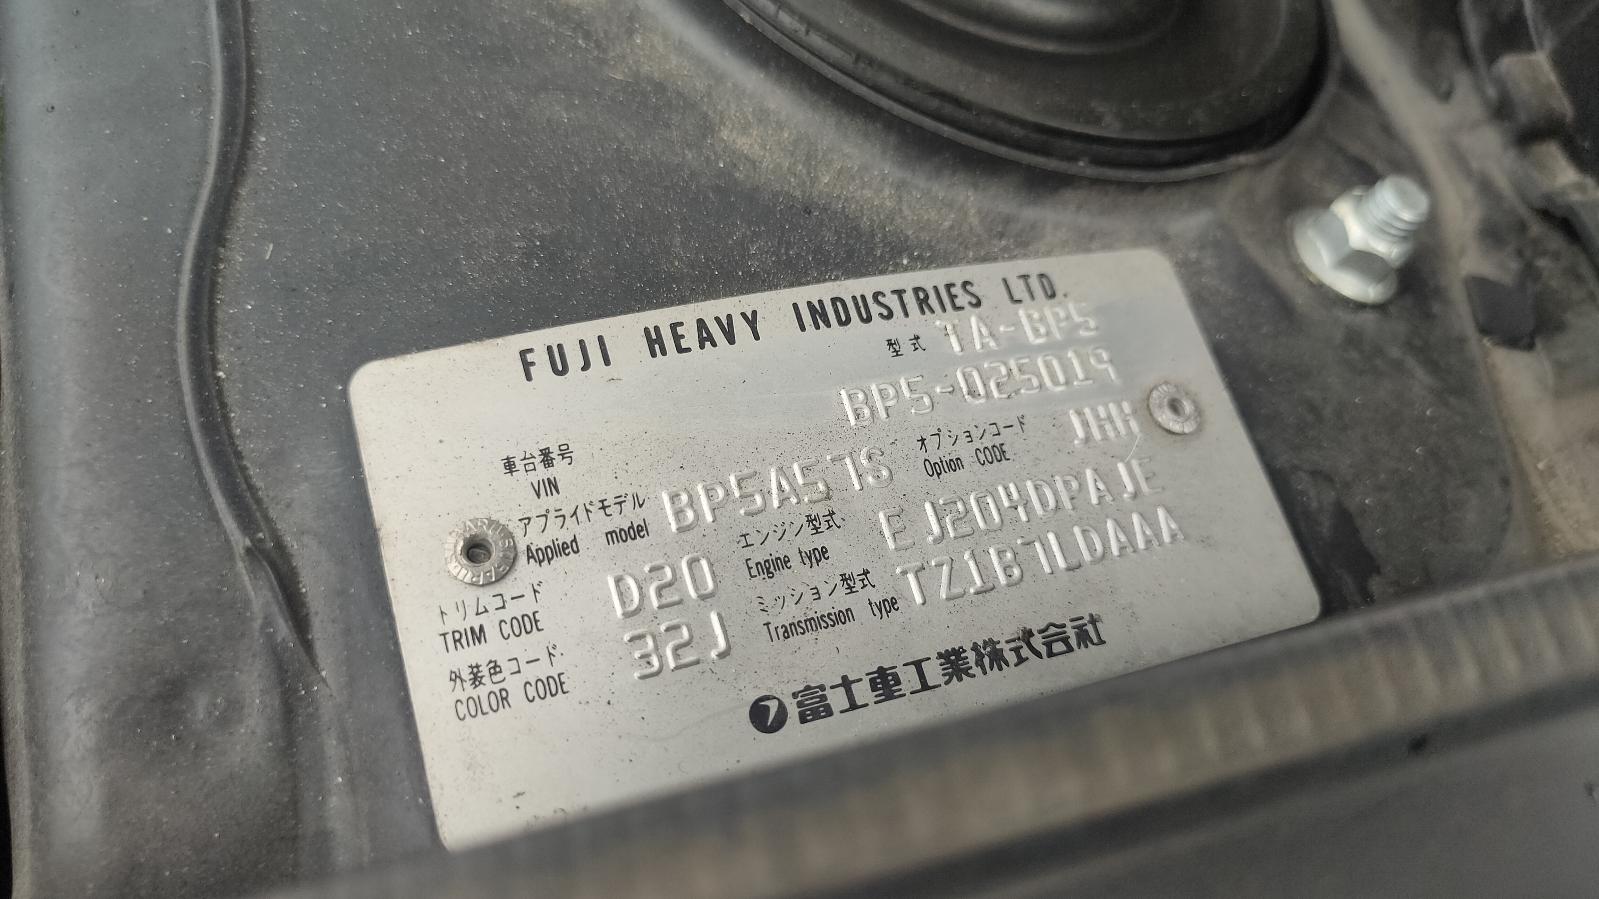 FUJI HEAVY INDUSTRIES LTD.
型式 TA-BP5
車台番号
VIN BP5-025019
アプライドモデル
Applied model BP5A57S
オプションコード
Option CODE JHH
トリムコード
TRIM CODE D20
エンジン型式
Engine type EJ204DPAJE
外装色コード
COLOR CODE 32J
ミッション型式
Transmission type TZ1B7LDAAA
富士重工業株式会社